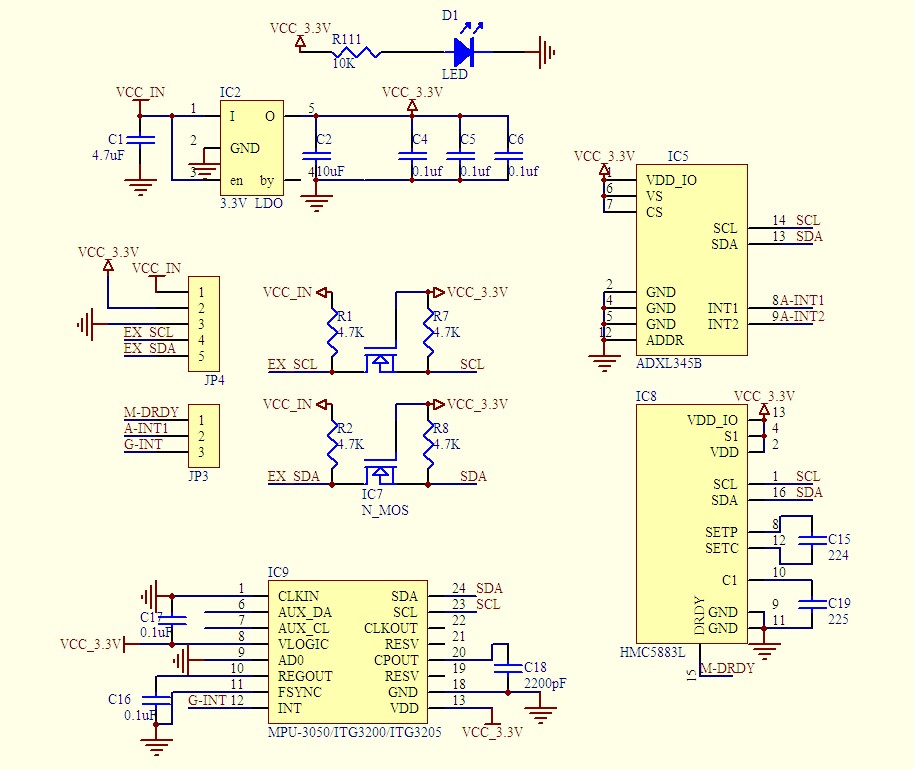 D1
VCC_3.3V
R111
10K
LED
VCC_IN
IC2
VCC_3.3V
1 I O 5
C1
4.7uF
2 GND
C2
10uF
C4
0.1uf
C5
0.1uf
C6
0.1uf
3 en by 4
3.3V LDO
IC5
VCC_3.3V
1 VDD_IO
6 VS
7 CS
SCL 14 SCL
SDA 13 SDA
2 GND
4 GND INT1 8 A-INT1
5 GND INT2 9 A-INT2
12 ADDR
ADXL345B
VCC_3.3V
VCC_IN
1
2
3
EX_SCL 4
EX_SDA 5
JP4
VCC_IN
VCC_3.3V
R1
4.7K
R7
4.7K
EX_SCL
SCL
M-DRDY 1
A-INT1 2
G-INT 3
JP3
VCC_IN
VCC_3.3V
R2
4.7K
R8
4.7K
EX_SDA
SDA
IC7
N_MOS
IC8
VCC_3.3V
VDD_IO 13
S1 4
VDD 2
SCL 1 SCL
SDA 16 SDA
SETP 8
SETC 12
C15
224
C1 10
C19
225
DRDY
GND 9
GND 11
HMC5883L
15
M-DRDY
IC9
1 CLKIN SDA 24 SDA
6 AUX_DA SCL 23 SCL
C17
0.1uF
7 AUX_CL CLKOUT 22
VCC_3.3V 8 VLOGIC RESV 21
9 AD0 CPOUT 20
10 REGOUT RESV 19
C18
2200pF
11 FSYNC GND 18
C16
0.1uF
G-INT 12 INT VDD 13
MPU-3050/ITG3200/ITG3205
VCC_3.3V